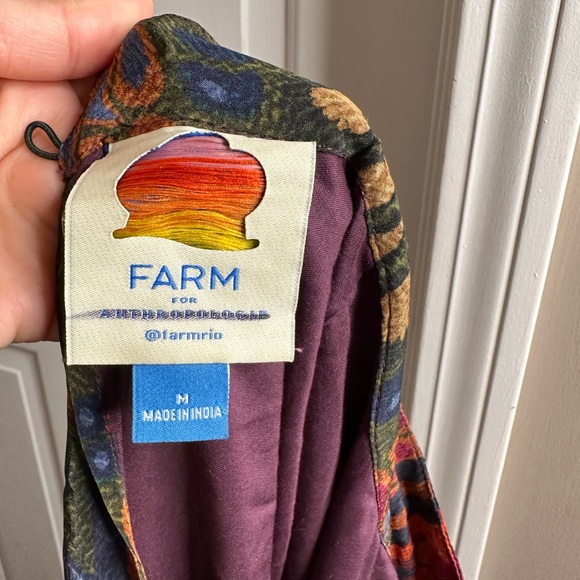 FARM
FOR
ANTHROPOLOGIE
@farmrio
M
MADE IN INDIA